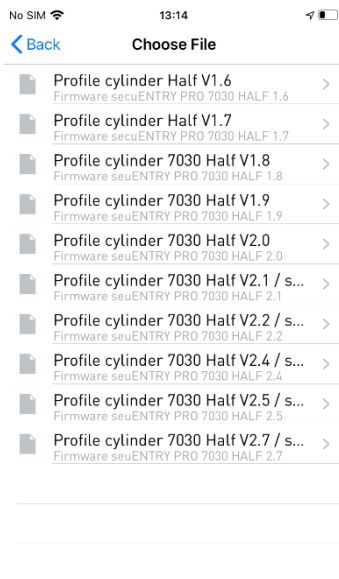 No SIM 13:14
Back Choose File
Profile cylinder Half V1.6
Firmware secuENTRY PRO 7030 HALF 1.6
Profile cylinder Half V1.7
Firmware secuENTRY PRO 7030 HALF 1.7
Profile cylinder 7030 Half V1.8
Firmware seuENTRY PRO 7030 HALF 1.8
Profile cylinder 7030 Half V1.9
Firmware seuENTRY PRO 7030 HALF 1.9
Profile cylinder 7030 Half V2.0
Firmware seuENTRY PRO 7030 HALF 2.0
Profile cylinder 7030 Half V2.1 / s...
Firmware seuENTRY PRO 7030 HALF 2.1
Profile cylinder 7030 Half V2.2 / s...
Firmware seuENTRY PRO 7030 HALF 2.2
Profile cylinder 7030 Half V2.4 / s...
Firmware seuENTRY PRO 7030 HALF 2.4
Profile cylinder 7030 Half V2.5 / s...
Firmware seuENTRY PRO 7030 HALF 2.5
Profile cylinder 7030 Half V2.7 / s...
Firmware seuENTRY PRO 7030 HALF 2.7